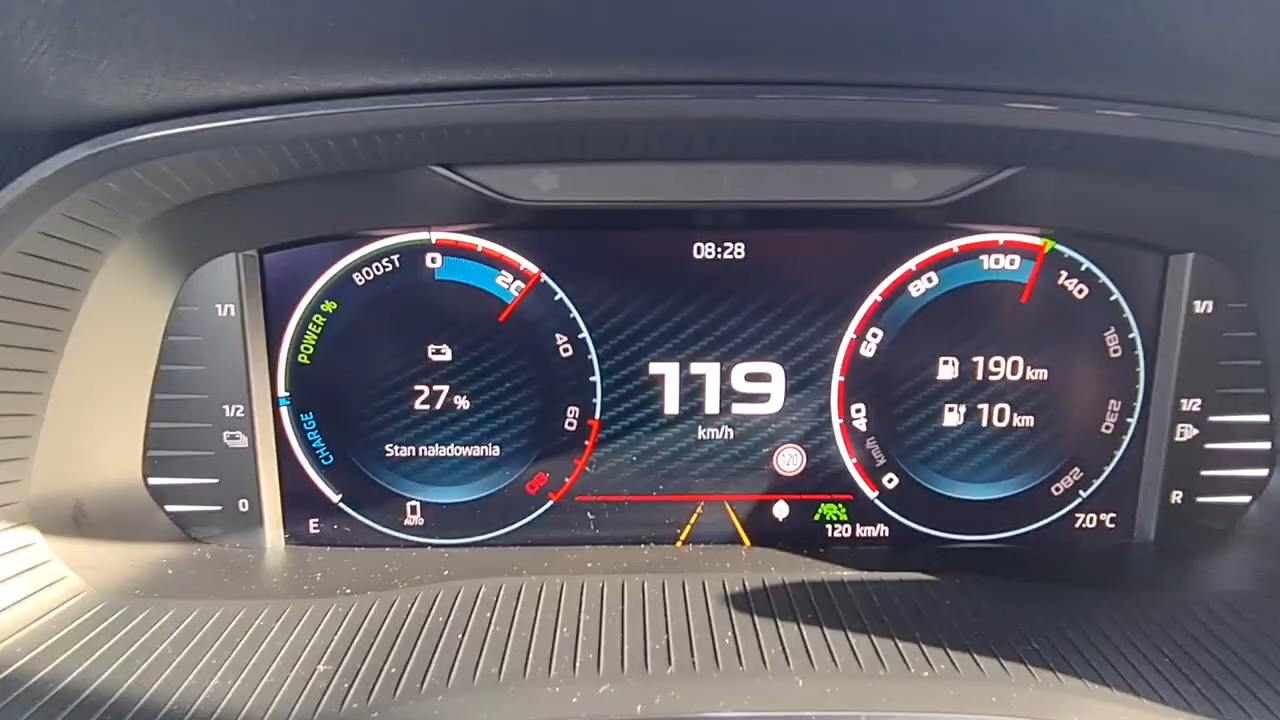 08:28
1/1
1/2
0
POWER %
BOOST
CHARGE
0
20
40
60
80
27 %
Stan naładowania
AUTO
E
119
km/h
120
120 km/h
0
40
60
80
100
140
180
230
280
km/h
190 km
10 km
7.0 °C
1/1
1/2
R